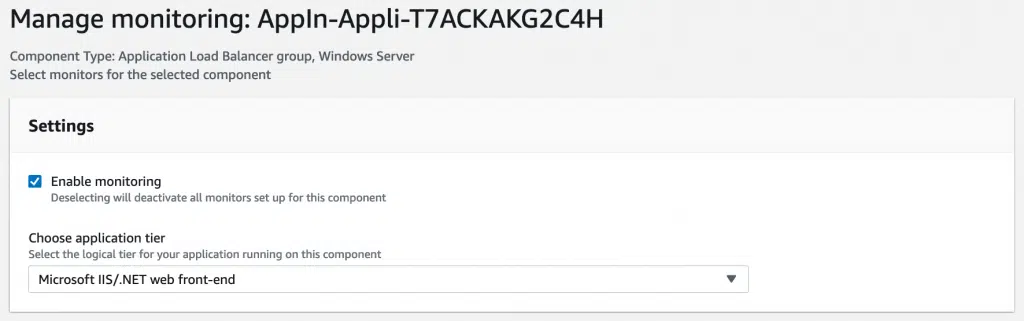 Manage monitoring: AppIn-Appli-T7ACKAKG2C4H
Component Type: Application Load Balancer group, Windows Server
Select monitors for the selected component
Settings
Enable monitoring
Deselecting will deactivate all monitors set up for this component
Choose application tier
Select the logical tier for your application running on this component
Microsoft IIS/.NET web front-end